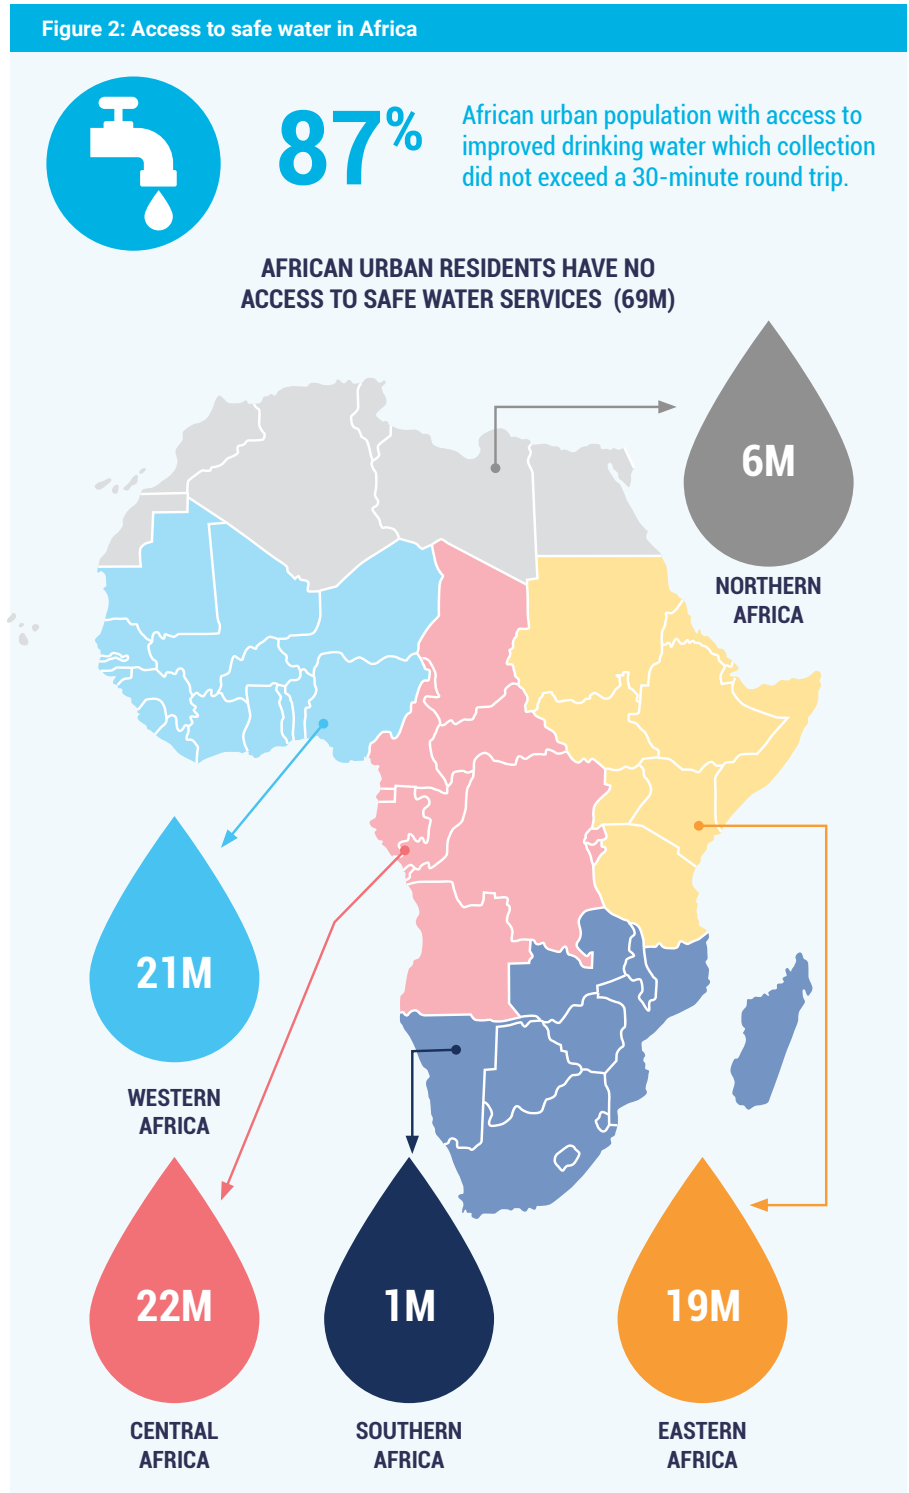 Figure 2: Access to safe water in Africa
87%
African urban population with access to
improved drinking water which collection
did not exceed a 30-minute round trip.
AFRICAN URBAN RESIDENTS HAVE NO
ACCESS TO SAFE WATER SERVICES (69M)
6M
NORTHERN
AFRICA
21M
WESTERN
AFRICA
22M
CENTRAL
AFRICA
1M
SOUTHERN
AFRICA
19M
EASTERN
AFRICA